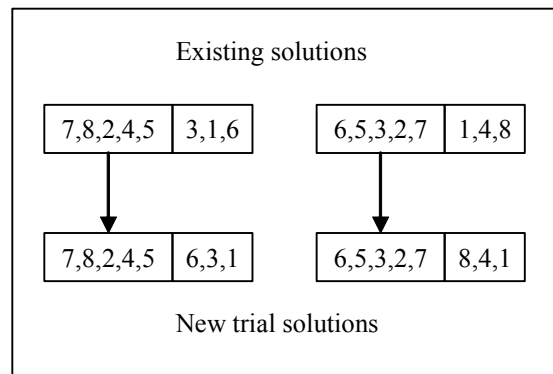 Existing solutions
7,8,2,4,5 3,1,6 6,5,3,2,7 1,4,8
7,8,2,4,5 6,3,1 6,5,3,2,7 8,4,1
New trial solutions